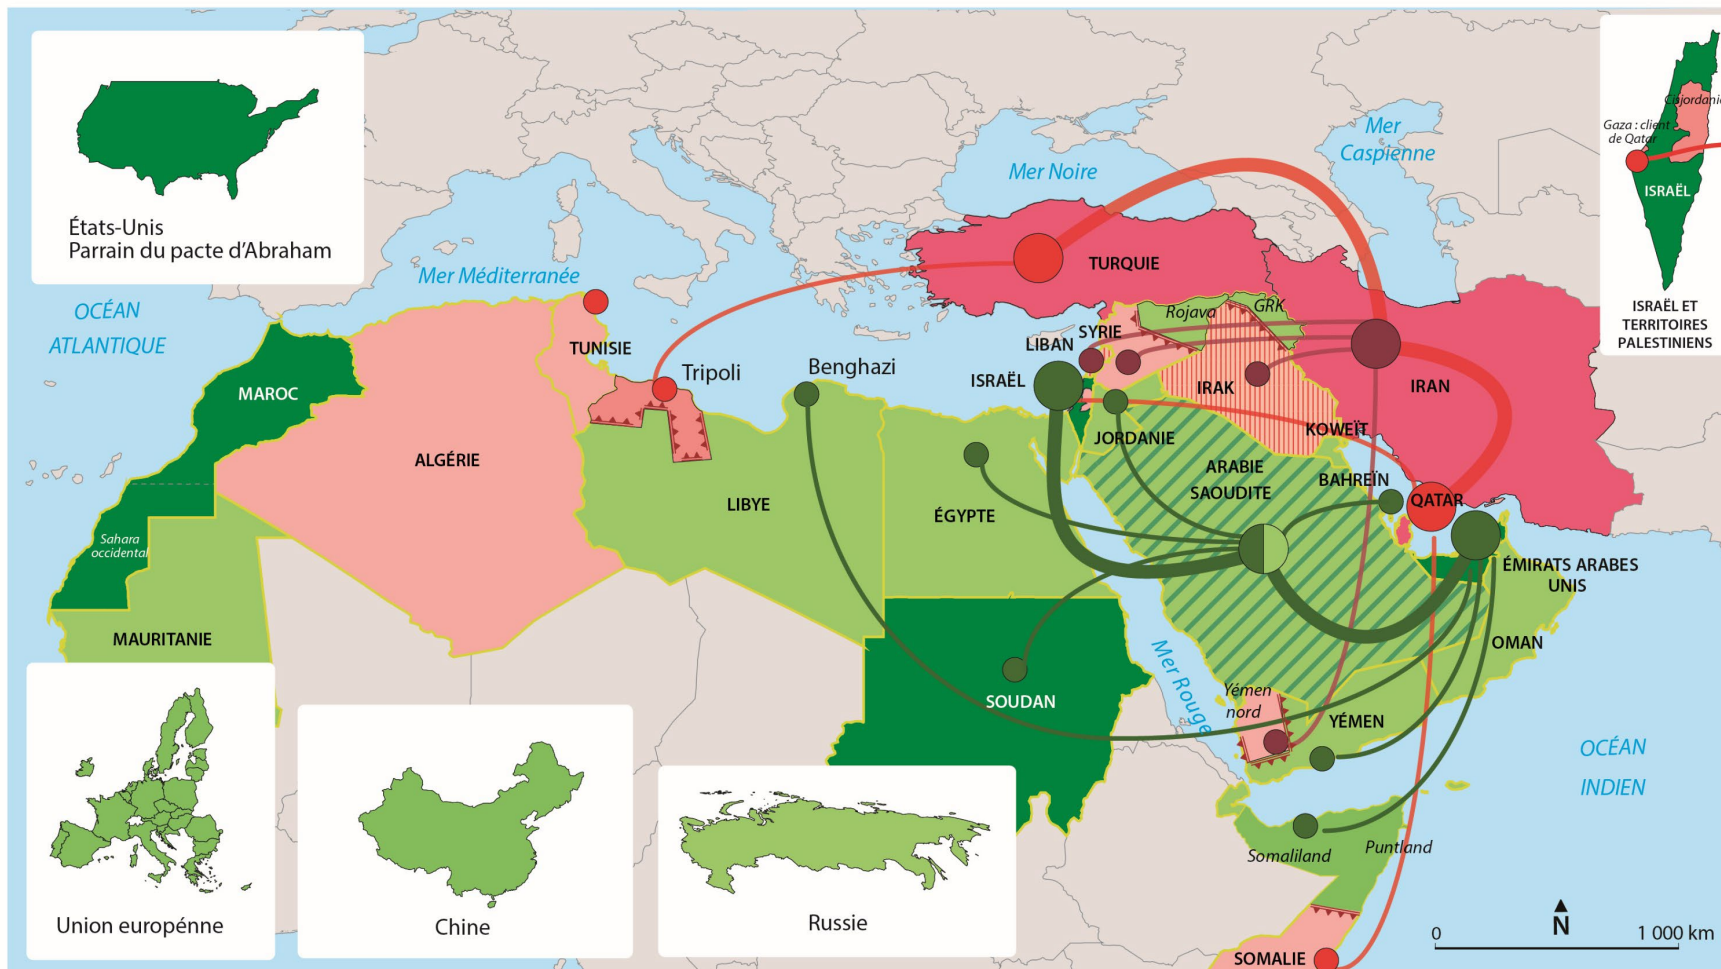 États-Unis
Parrain du pacte d'Abraham
Mer Noire
Mer
Caspienne
Cisjordanie
Gaza : client
de Qatar
ISRAËL
ISRAËL ET
TERRITOIRES
PALESTINIENS
Mer Méditerranée
OCÉAN
ATLANTIQUE
TURQUIE
Rojava
GRK
SYRIE
LIBAN
TUNISIE
Tripoli
Benghazi
ISRAËL
IRAK
IRAN
MAROC
ALGÉRIE
JORDANIE
KOWEÏT
ARABIE
SAOUDITE
BAHREÏN
QATAR
LIBYE
ÉGYPTE
Sahara
occidental
ÉMIRATS ARABES
UNIS
MAURITANIE
OMAN
Mer Rouge
SOUDAN
Yémen
nord
YÉMEN
OCÉAN
INDIEN
Somaliland
Puntland
SOMALIE
Union europénne
Chine
Russie
N
0
1 000 km